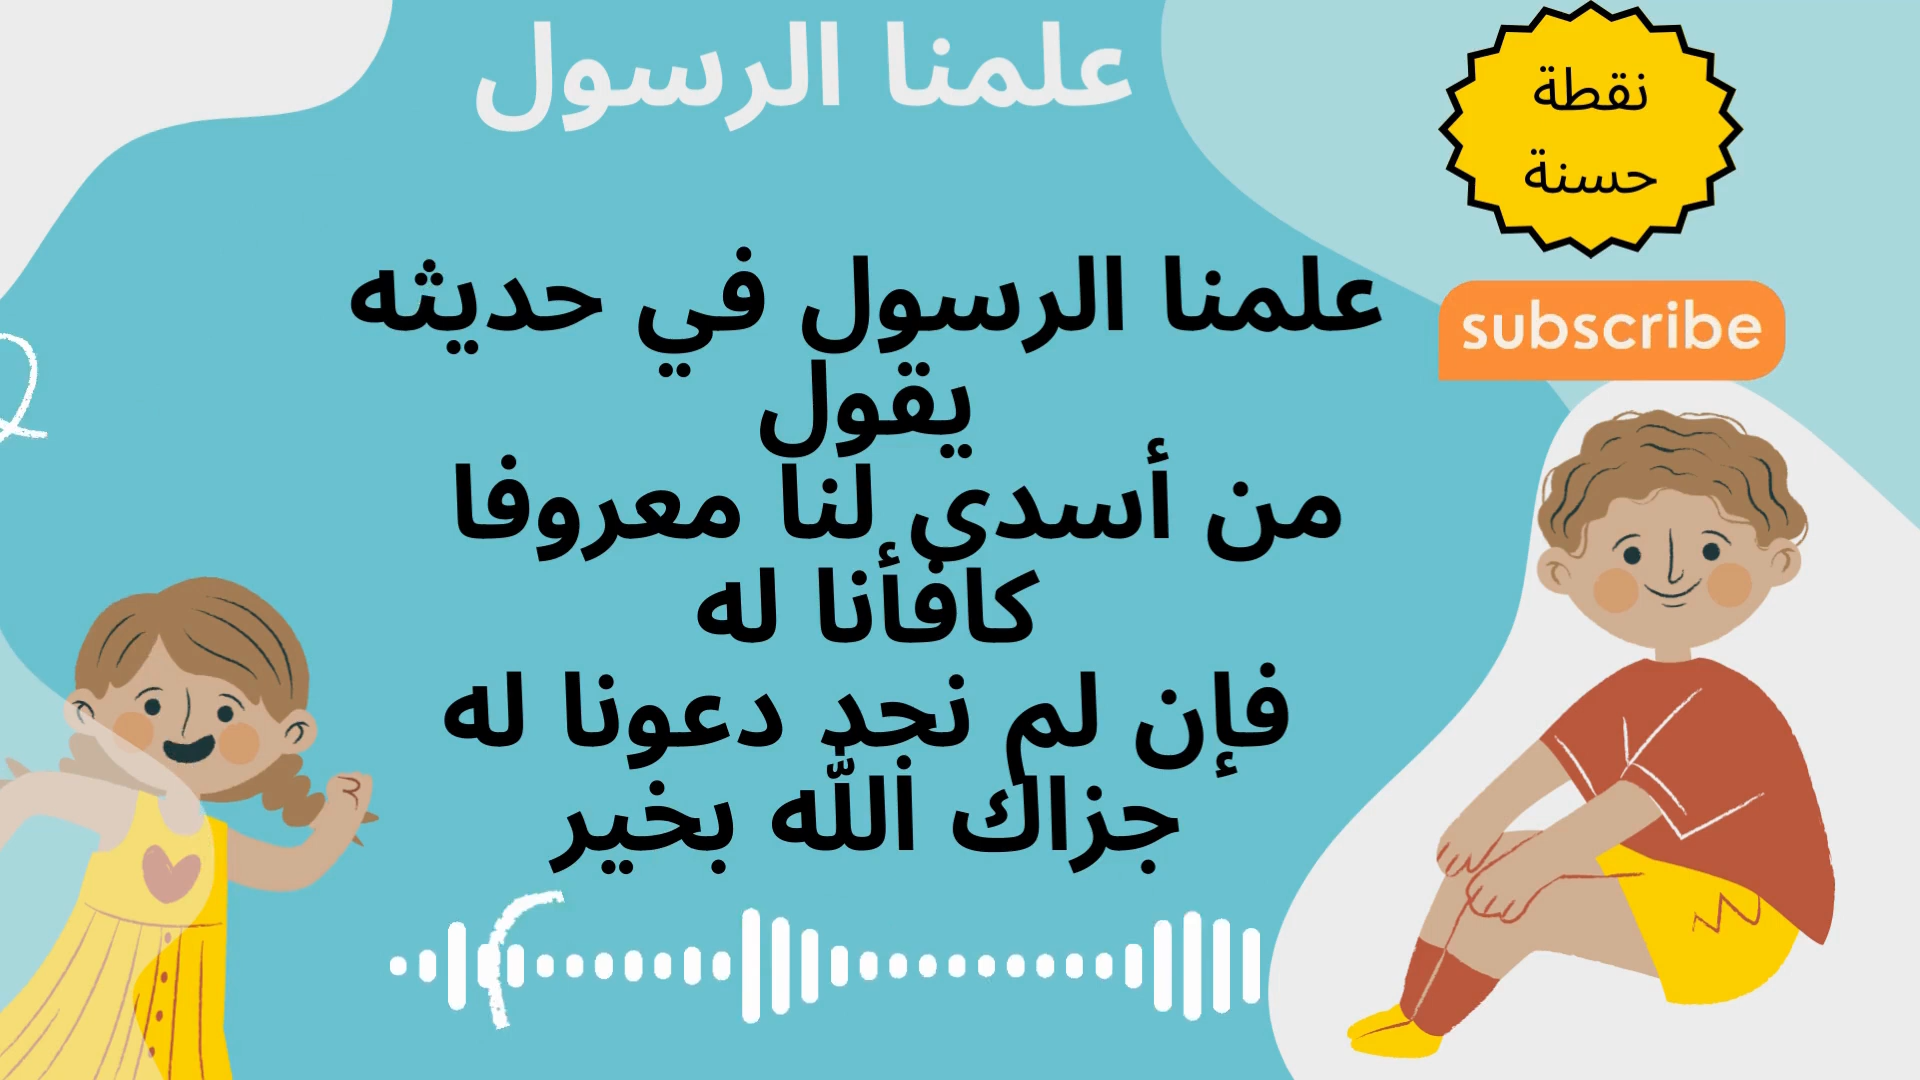 علمنا الرسول
نقطة
حسنة
subscribe
علمنا الرسول في حديثه
يقول
من أسدى لنا معروفا
كافأنا له
فإن لم نجد دعونا له
جزاك الله بخير